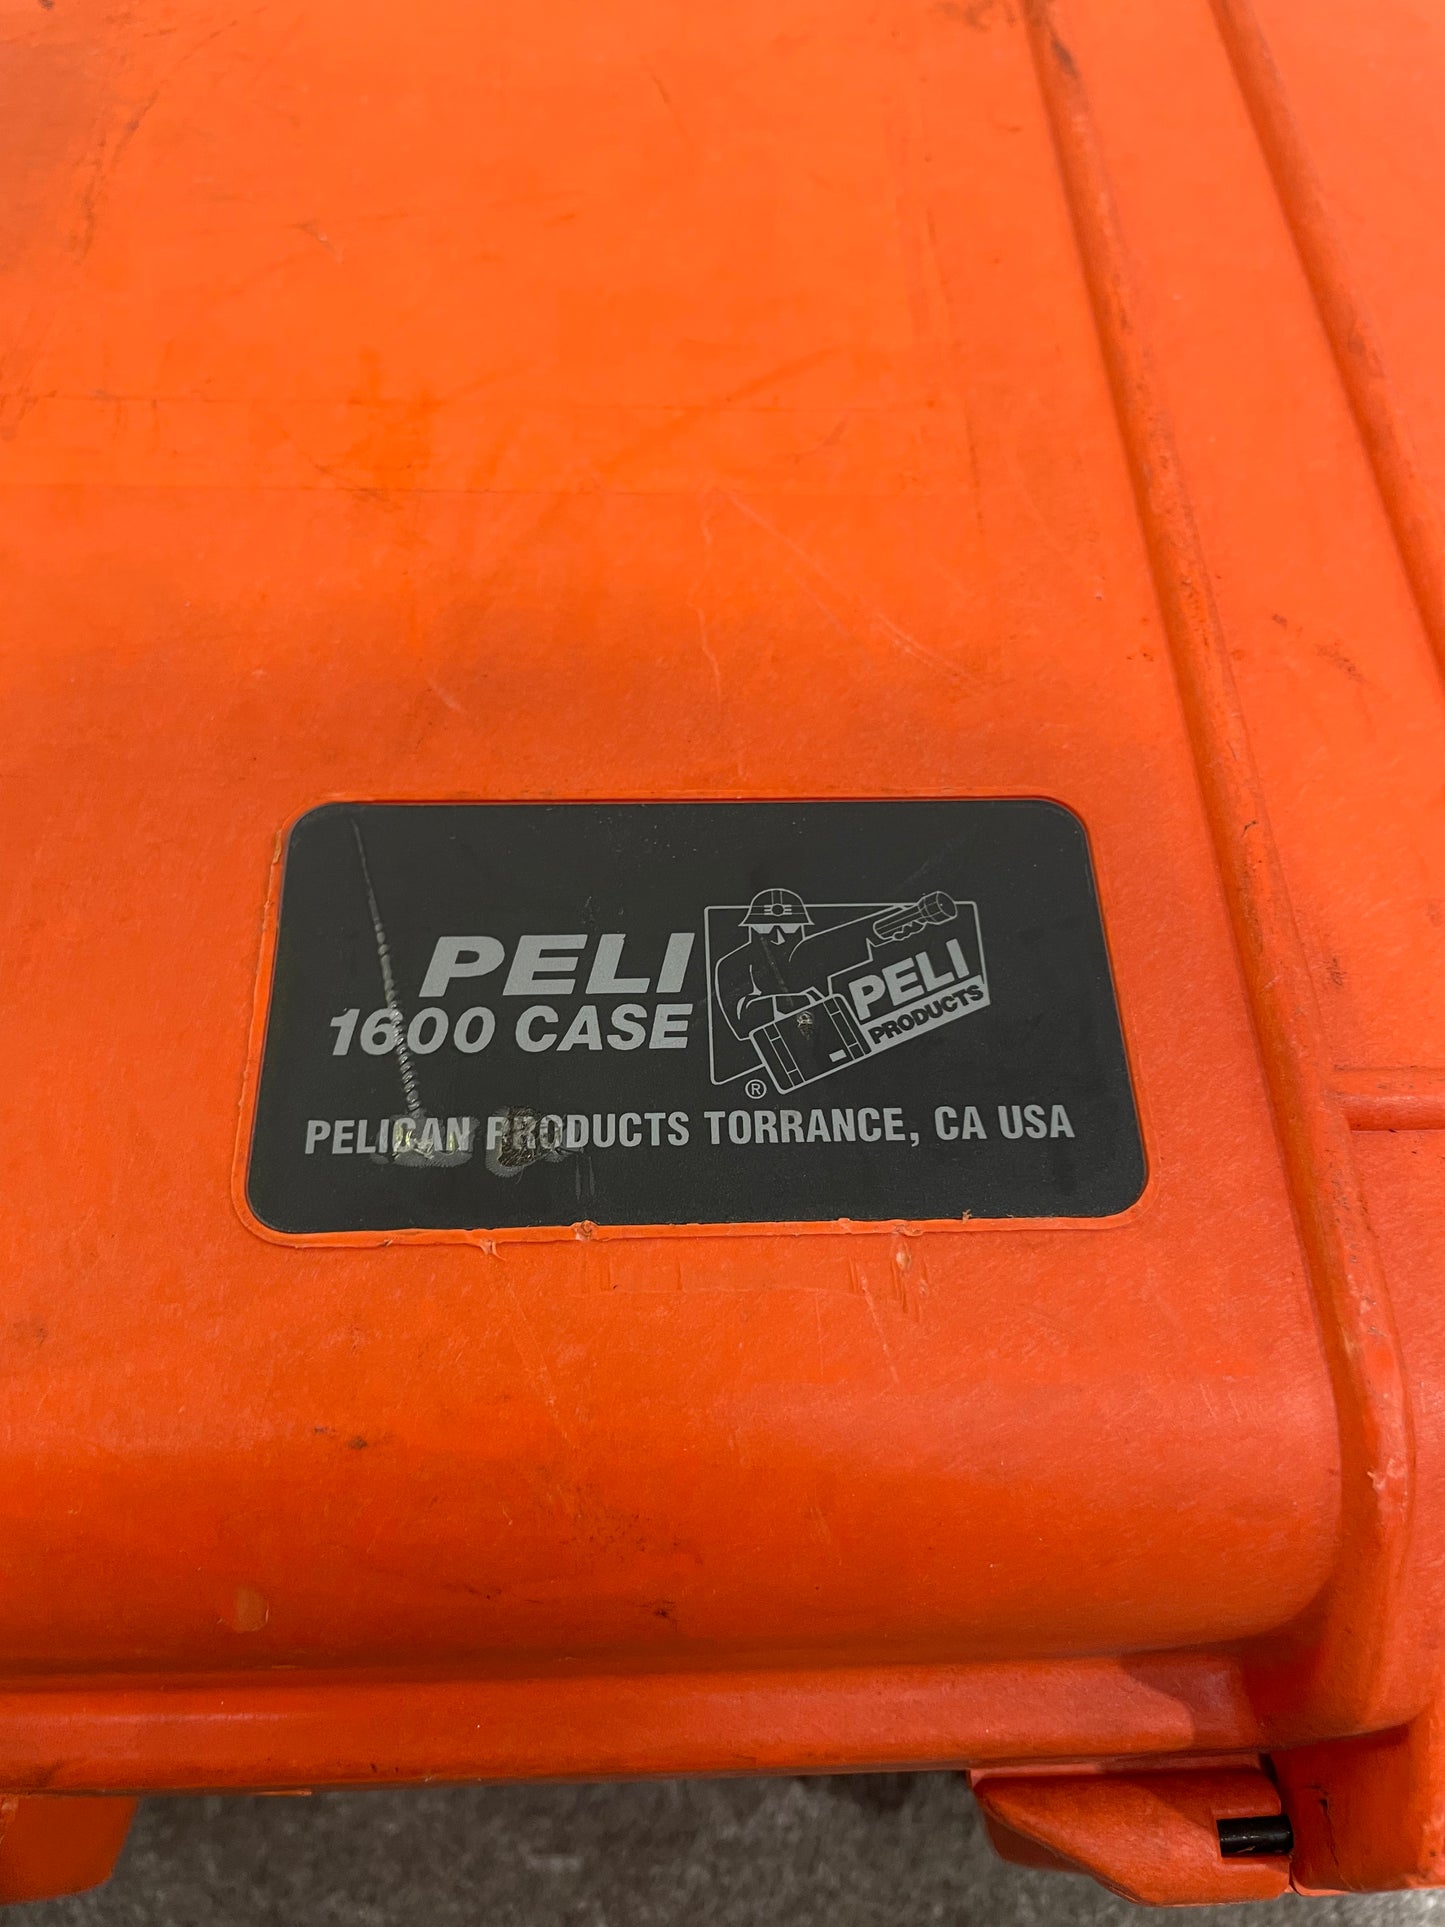 PELI
1600 CASE
PELI
PRODUCTS
®
PELICAN PRODUCTS TORRANCE, CA USA